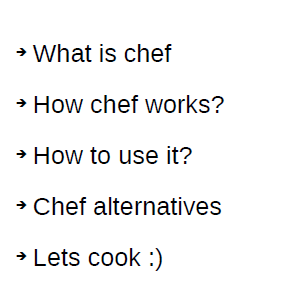 ➔ What is chef
➔ How chef works?
➔ How to use it?
➔ Chef alternatives
➔ Lets cook :)